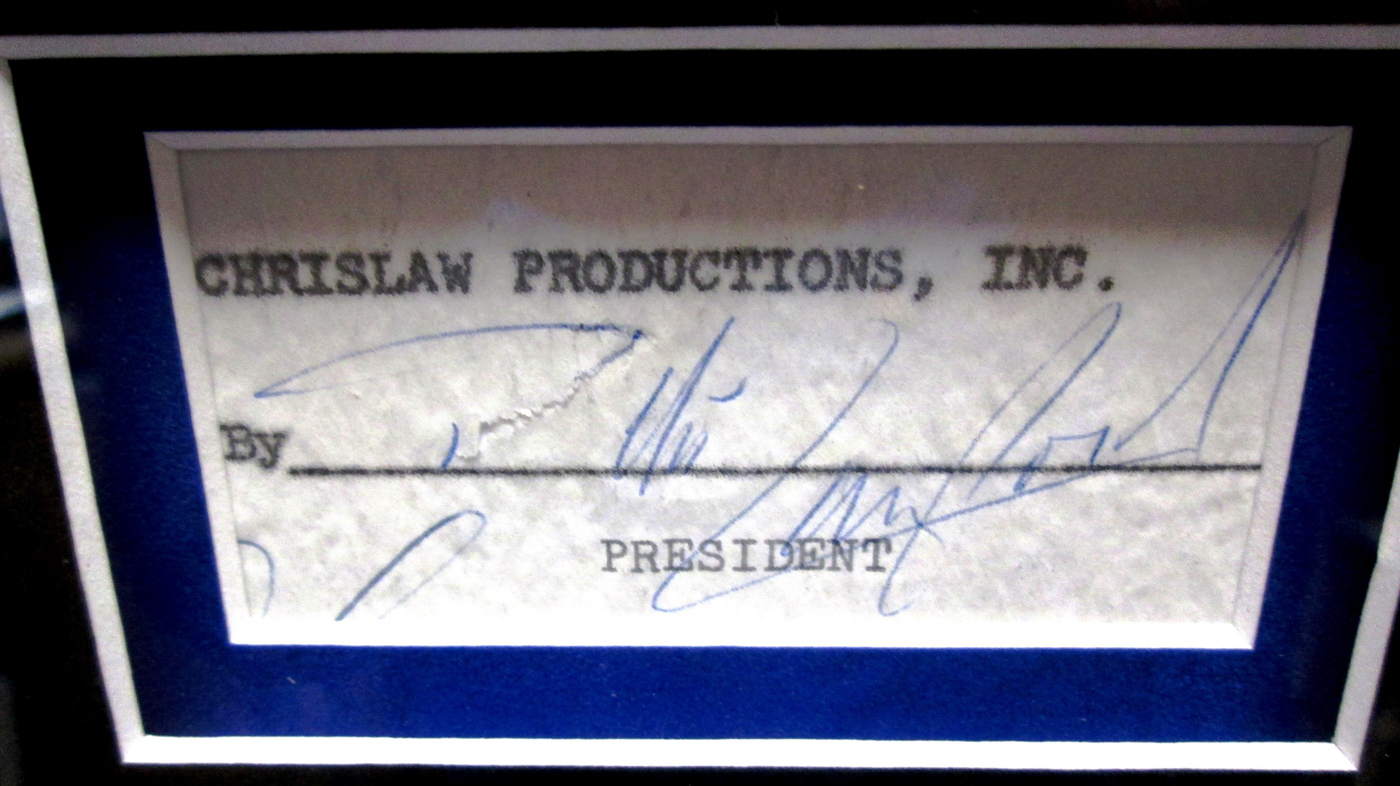 CHRISLAW PRODUCTIONS, INC.
By
PRESIDENT